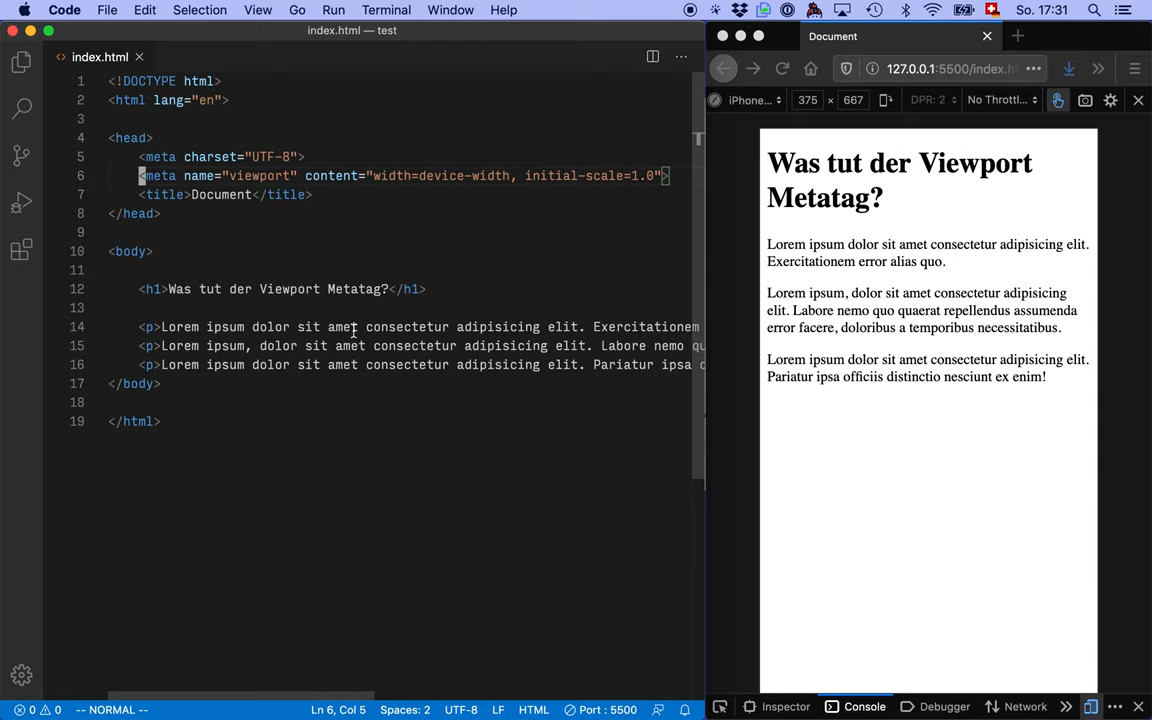 Code File Edit Selection View Go Run Terminal Window Help So. 17:31
index.html — test
index.html
1 <!DOCTYPE html>
2 <html lang="en">
3
4 <head>
5 <meta charset="UTF-8">
6 <meta name="viewport" content="width=device-width, initial-scale=1.0">
7 <title>Document</title>
8 </head>
9
10 <body>
11
12 <h1>Was tut der Viewport Metatag?</h1>
13
14 <p>Lorem ipsum dolor sit amet consectetur adipisicing elit. Exercitationem
15 <p>Lorem ipsum, dolor sit amet consectetur adipisicing elit. Labore nemo qu
16 <p>Lorem ipsum dolor sit amet consectetur adipisicing elit. Pariatur ipsa o
17 </body>
18
19 </html>
0 0 -- NORMAL -- Ln 6, Col 5 Spaces: 2 UTF-8 LF HTML Port : 5500
Document
127.0.0.1:5500/index.h
iPhone... 375 × 667 DPR: 2 No Throttl...
Was tut der Viewport
Metatag?
Lorem ipsum dolor sit amet consectetur adipisicing elit.
Exercitationem error alias quo.
Lorem ipsum, dolor sit amet consectetur adipisicing
elit. Labore nemo quo quaerat repellendus assumenda
error facere, doloribus a temporibus necessitatibus.
Lorem ipsum dolor sit amet consectetur adipisicing elit.
Pariatur ipsa officiis distinctio nesciunt ex enim!
Inspector Console Debugger Network